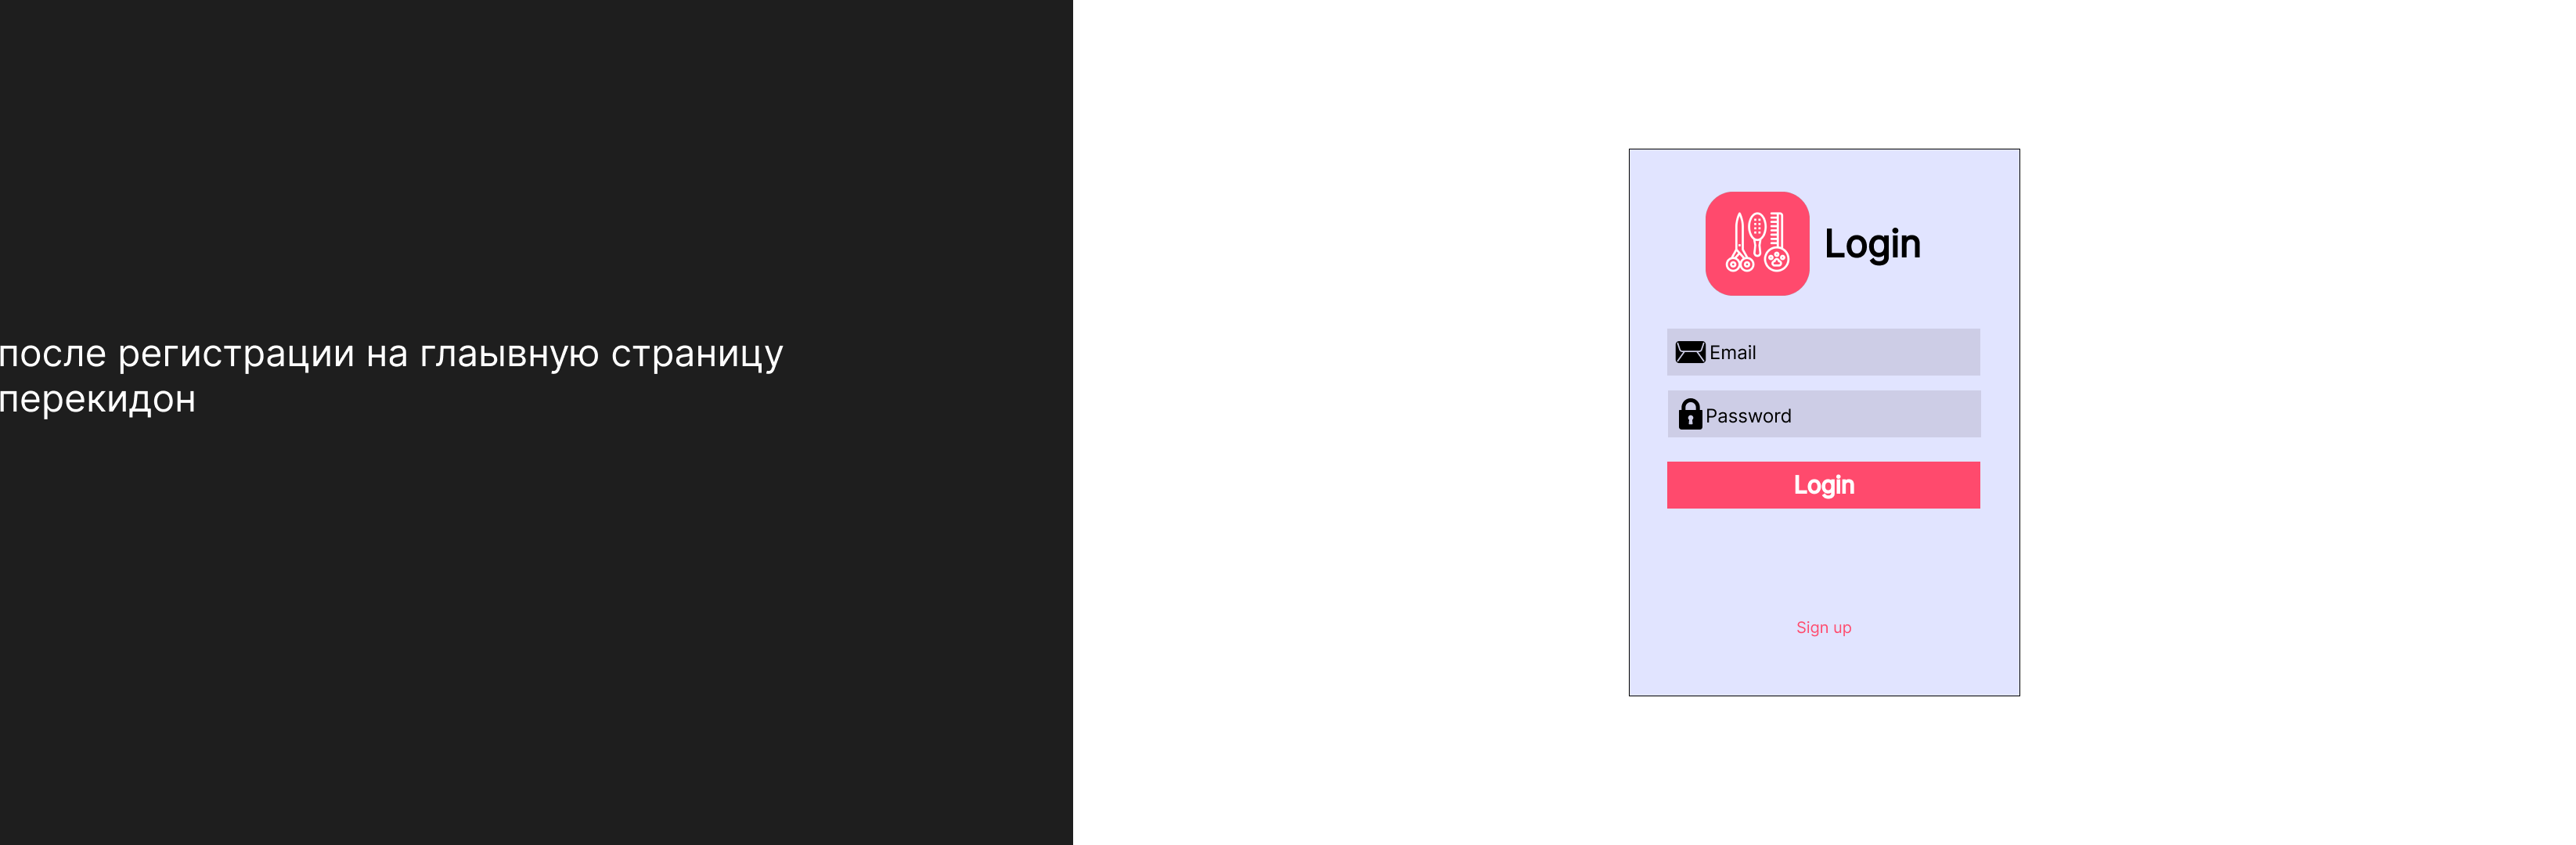 после регистрации на глаывную страницу
перекидон
Login
Email
Password
Login
Sign up